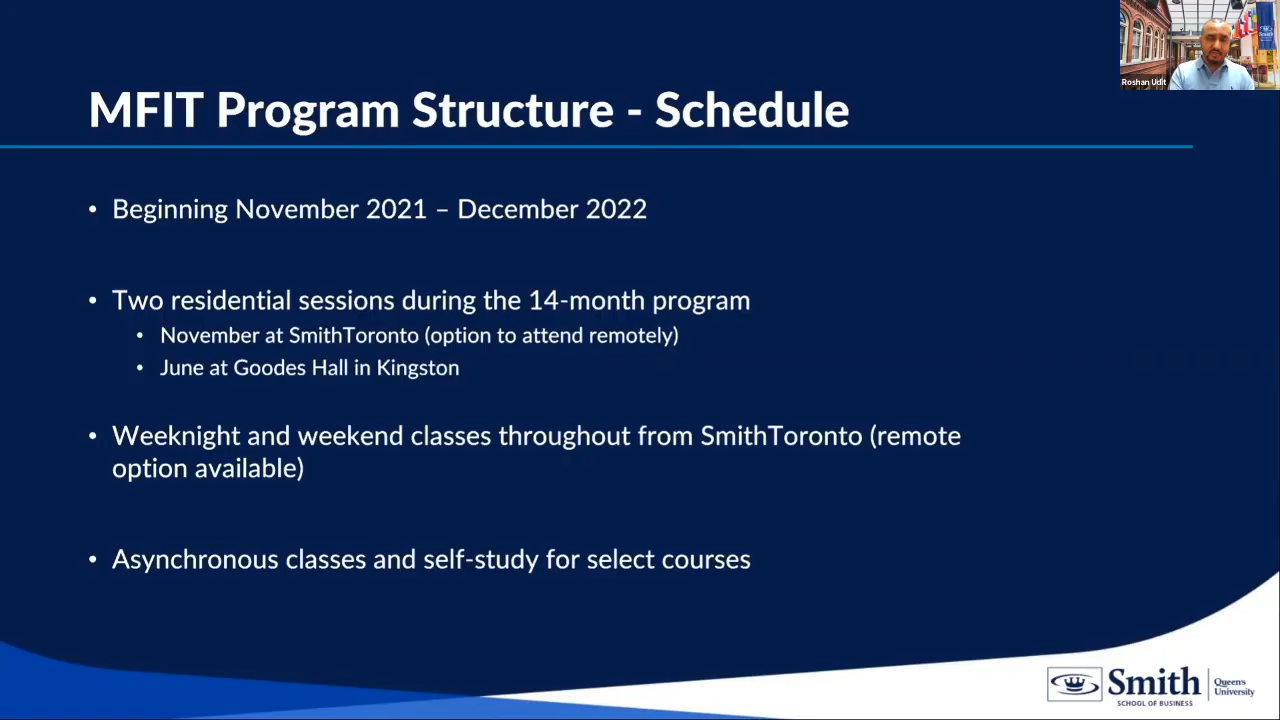 Smith
Roshan Udit
MFIT Program Structure - Schedule
• Beginning November 2021 – December 2022
• Two residential sessions during the 14-month program
• November at SmithToronto (option to attend remotely)
• June at Goodes Hall in Kingston
• Weeknight and weekend classes throughout from SmithToronto (remote
option available)
• Asynchronous classes and self-study for select courses
Smith
SCHOOL OF BUSINESS
Queen's
University